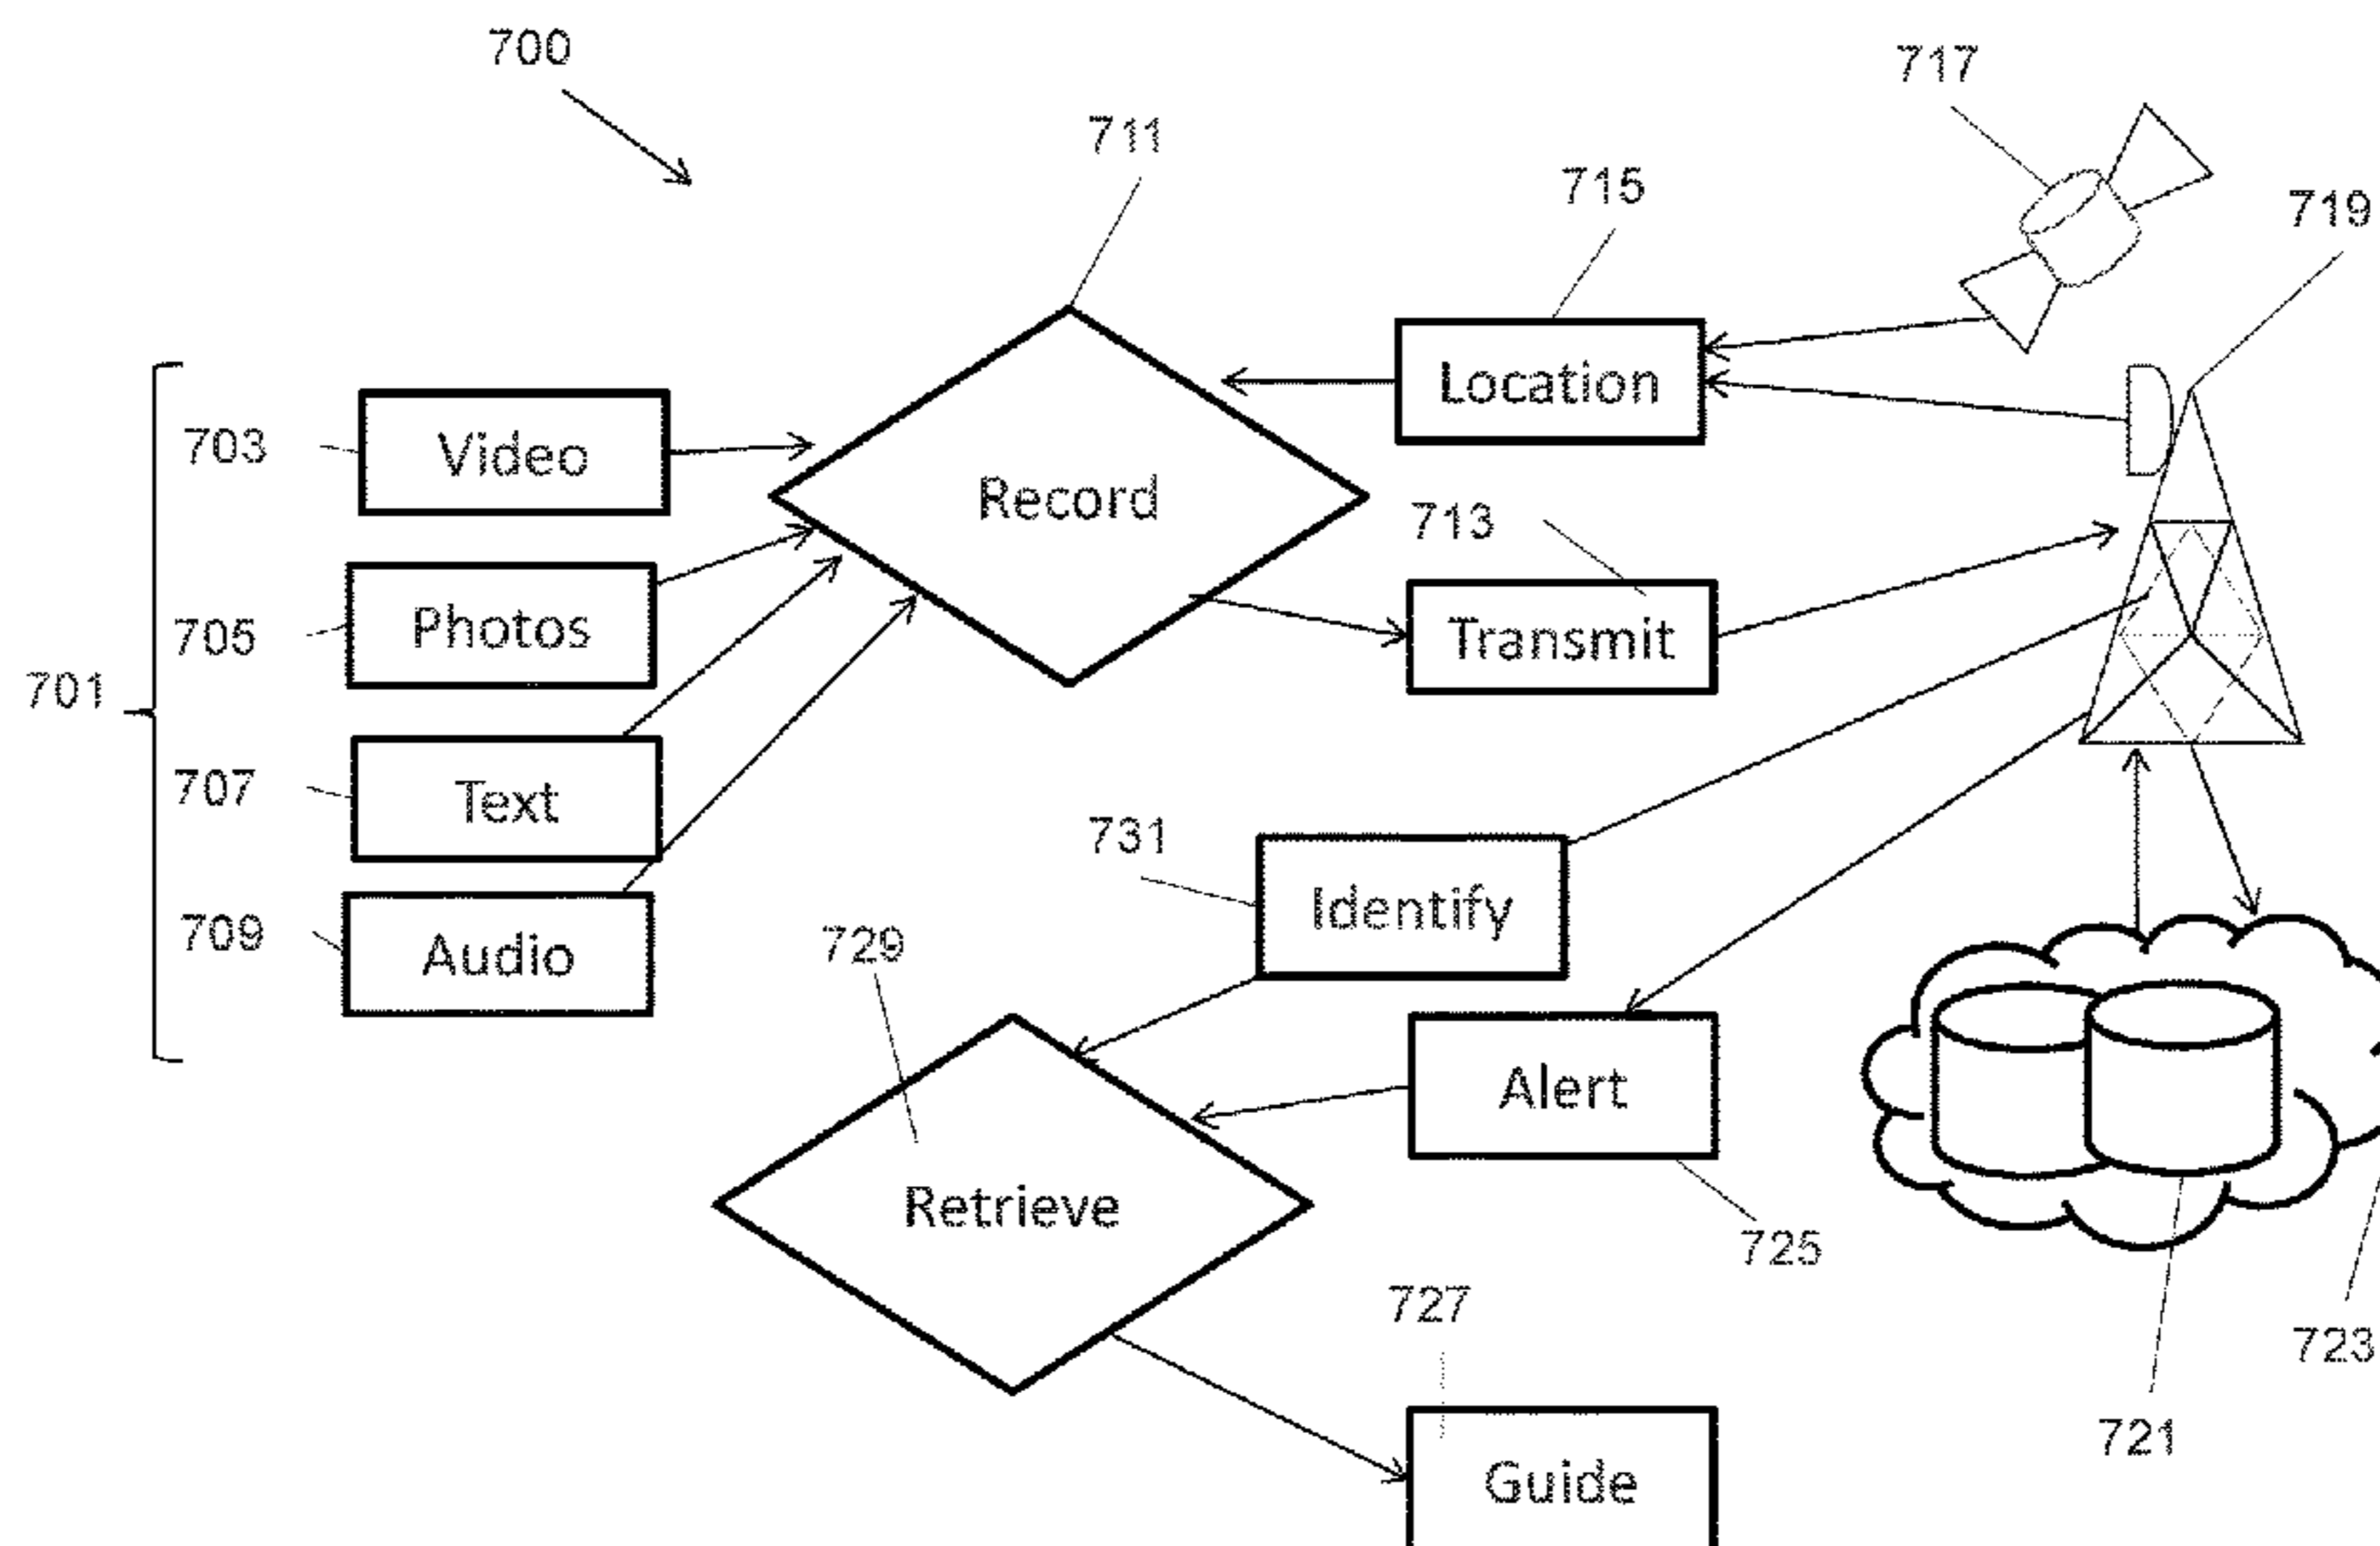 700
717
711
715
719
Location
703
Video
Record
713
705
Photos
Transmit
701
707
Text
731
Identify
709
Audio
729
Alert
Retrieve
725
727
723
721
Guide